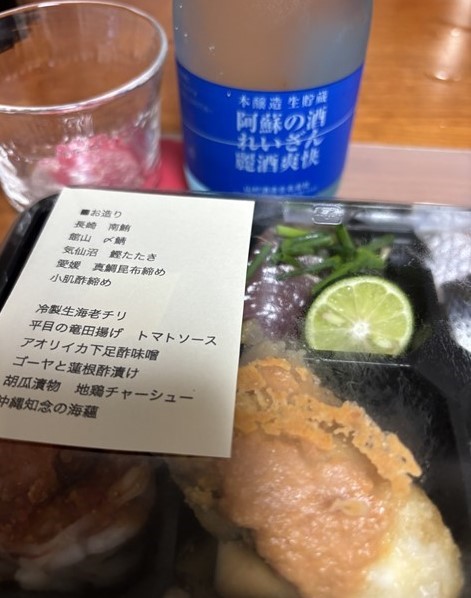 木醸造 生貯蔵
阿蘇の酒
れいざん
麗酒爽快
■お造り
長崎　南鮪
館山　〆鯖
気仙沼　鰹たたき
愛媛　真鯛昆布締め
小肌酢締め
冷製生海老チリ
平目の竜田揚げ　トマトソース
アオリイカ下足酢味噌
ゴーヤと蓮根酢漬け
胡瓜漬物　地鶏チャーシュー
沖縄知念の海蘊